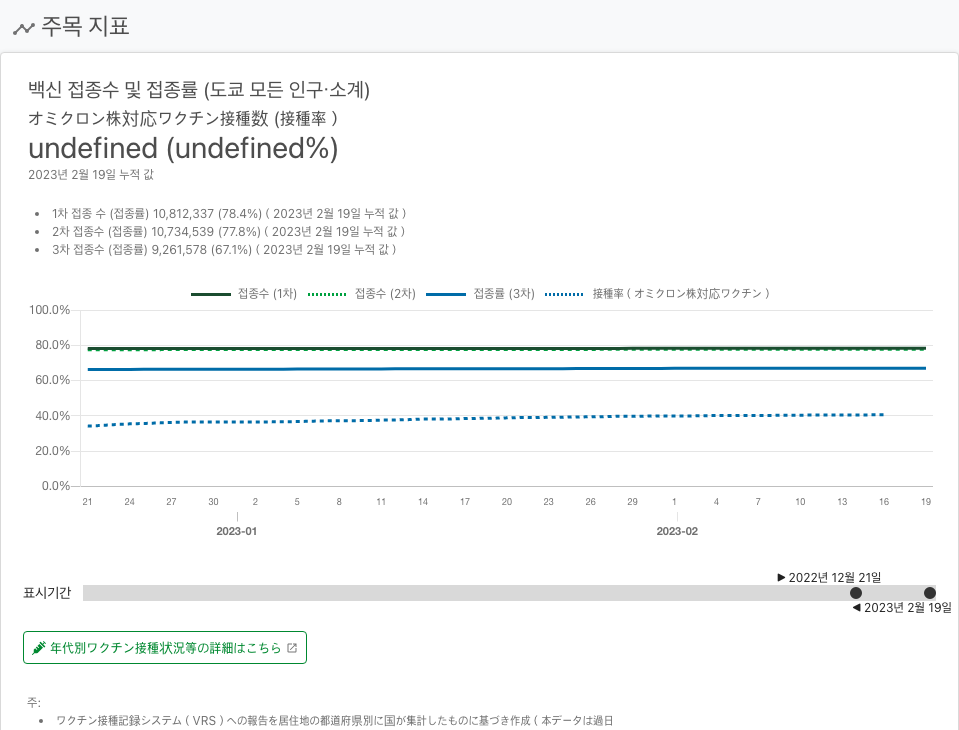 주목 지표
백신 접종수 및 접종률 (도쿄 모든 인구·소계)
オミクロン株対応ワクチン接種数 (接種率 )
undefined (undefined%)
2023년 2월 19일 누적 값
• 1차 접종 수 (접종률) 10,812,337 (78.4%) ( 2023년 2월 19일 누적 값 )
• 2차 접종수 (접종률) 10,734,539 (77.8%) ( 2023년 2월 19일 누적 값 )
• 3차 접종수 (접종률) 9,261,578 (67.1%) ( 2023년 2월 19일 누적 값 )
접종수 (1차) 접종수 (2차) 접종률 (3차) 接種率 ( オミクロン株対応ワクチン )
100.0%
80.0%
60.0%
40.0%
20.0%
0.0%
21 24 27 30 2 5 8 11 14 17 20 23 26 29 1 4 7 10 13 16 19
2023-01 2023-02
▶ 2022년 12월 21일
표시기간
◀ 2023년 2월 19일
年代別ワクチン接種状況等の詳細はこちら
주:
• ワクチン接種記録システム ( VRS ) への報告を居住地の都道府県別に国が集計したものに基づき作成 ( 本データは過日